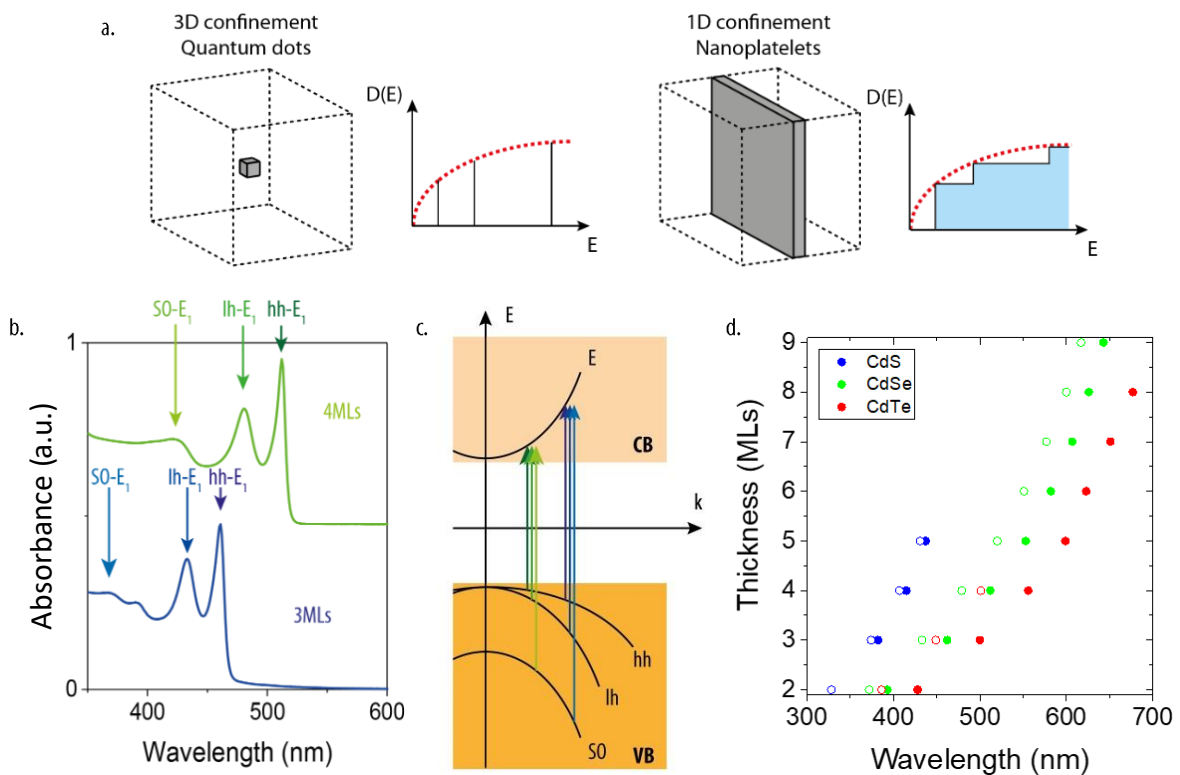 a.
3D confinement
Quantum dots
D(E)
E
1D confinement
Nanoplatelets
D(E)
E
b.
SO-E1
lh-E1
hh-E1
4MLs
SO-E1
lh-E1
hh-E1
3MLs
1
0
Absorbance (a.u.)
400
500
600
Wavelength (nm)
c.
E
E
CB
k
hh
lh
SO
VB
d.
CdS
CdSe
CdTe
9
8
7
6
5
4
3
2
Thickness (MLs)
300
400
500
600
700
Wavelength (nm)